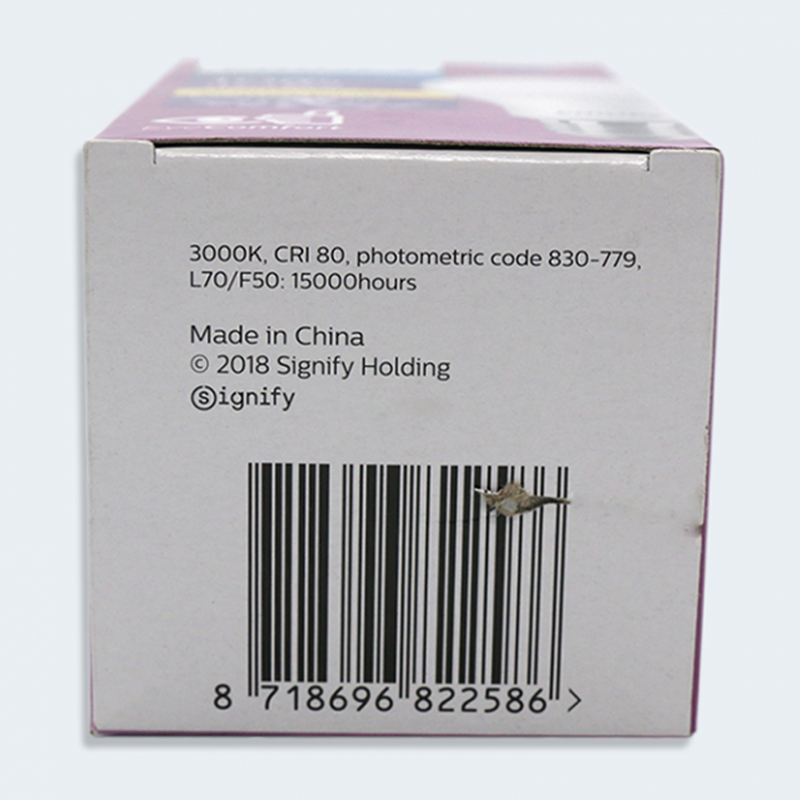 EyeComfort
3000K, CRI 80, photometric code 830-779,
L70/F50: 15000hours
Made in China
© 2018 Signify Holding
Signify
8 718696 822586 >